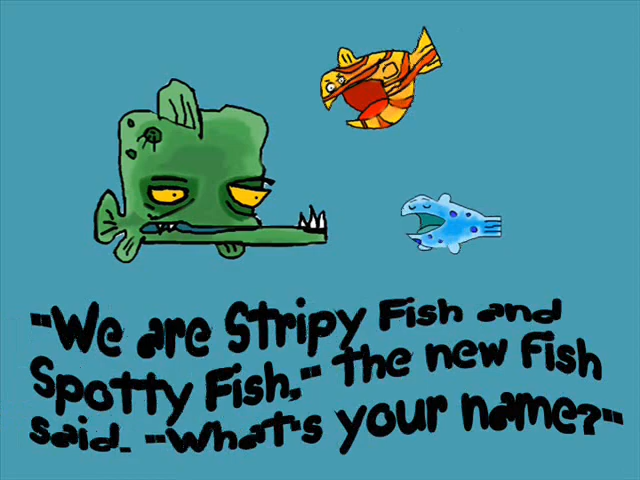 "We are Stripy Fish and
Spotty Fish," the new fish
said. "What's your name?"